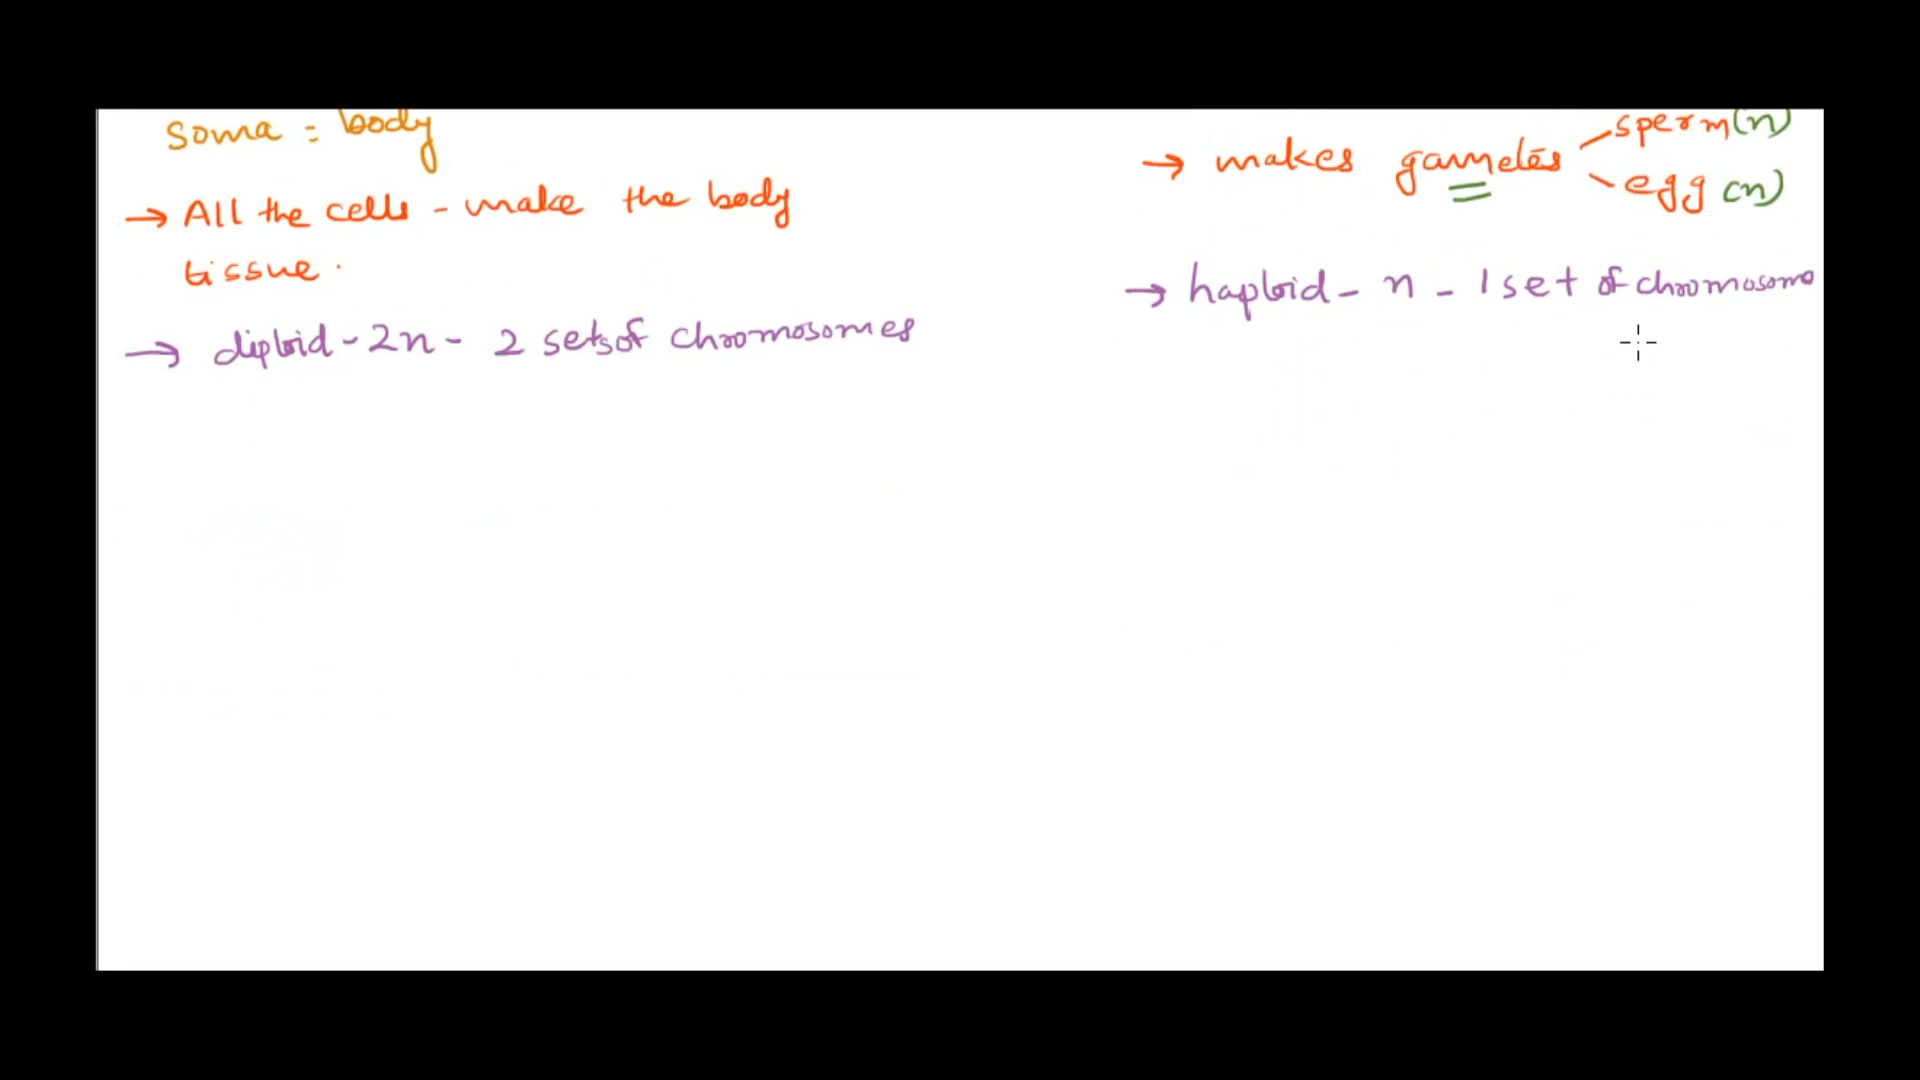 soma = body
→ All the cells - make the body
tissue.
→ diploid - 2n - 2 sets of chromosomes
→ makes gametes
sperm (n)
egg (n)
→ haploid - n - 1 set of chromosome